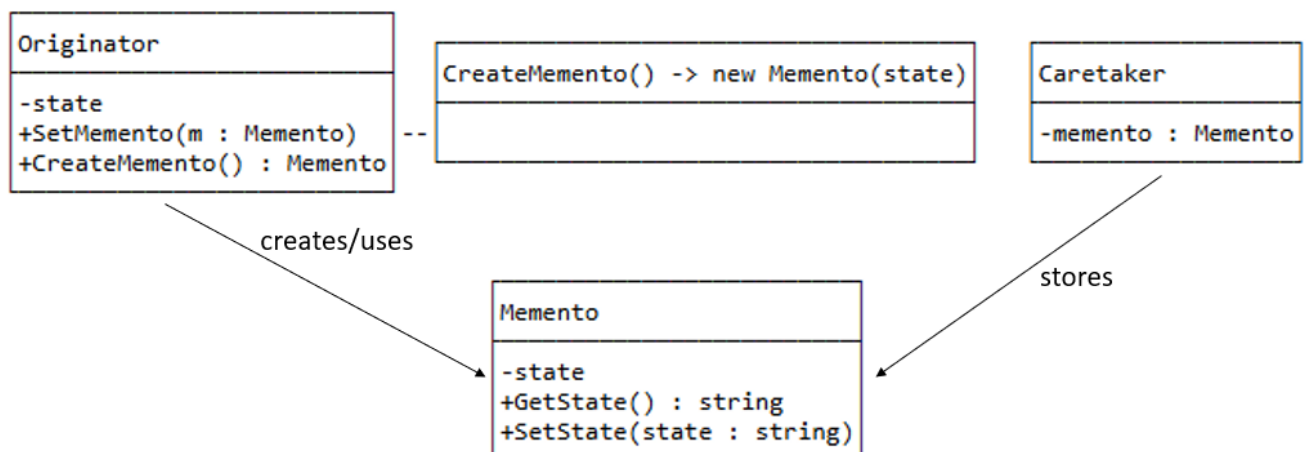 Originator
-state
+SetMemento(m : Memento)
+CreateMemento() : Memento
--
CreateMemento() -> new Memento(state)
Caretaker
-memento : Memento
creates/uses
stores
Memento
-state
+GetState() : string
+SetState(state : string)